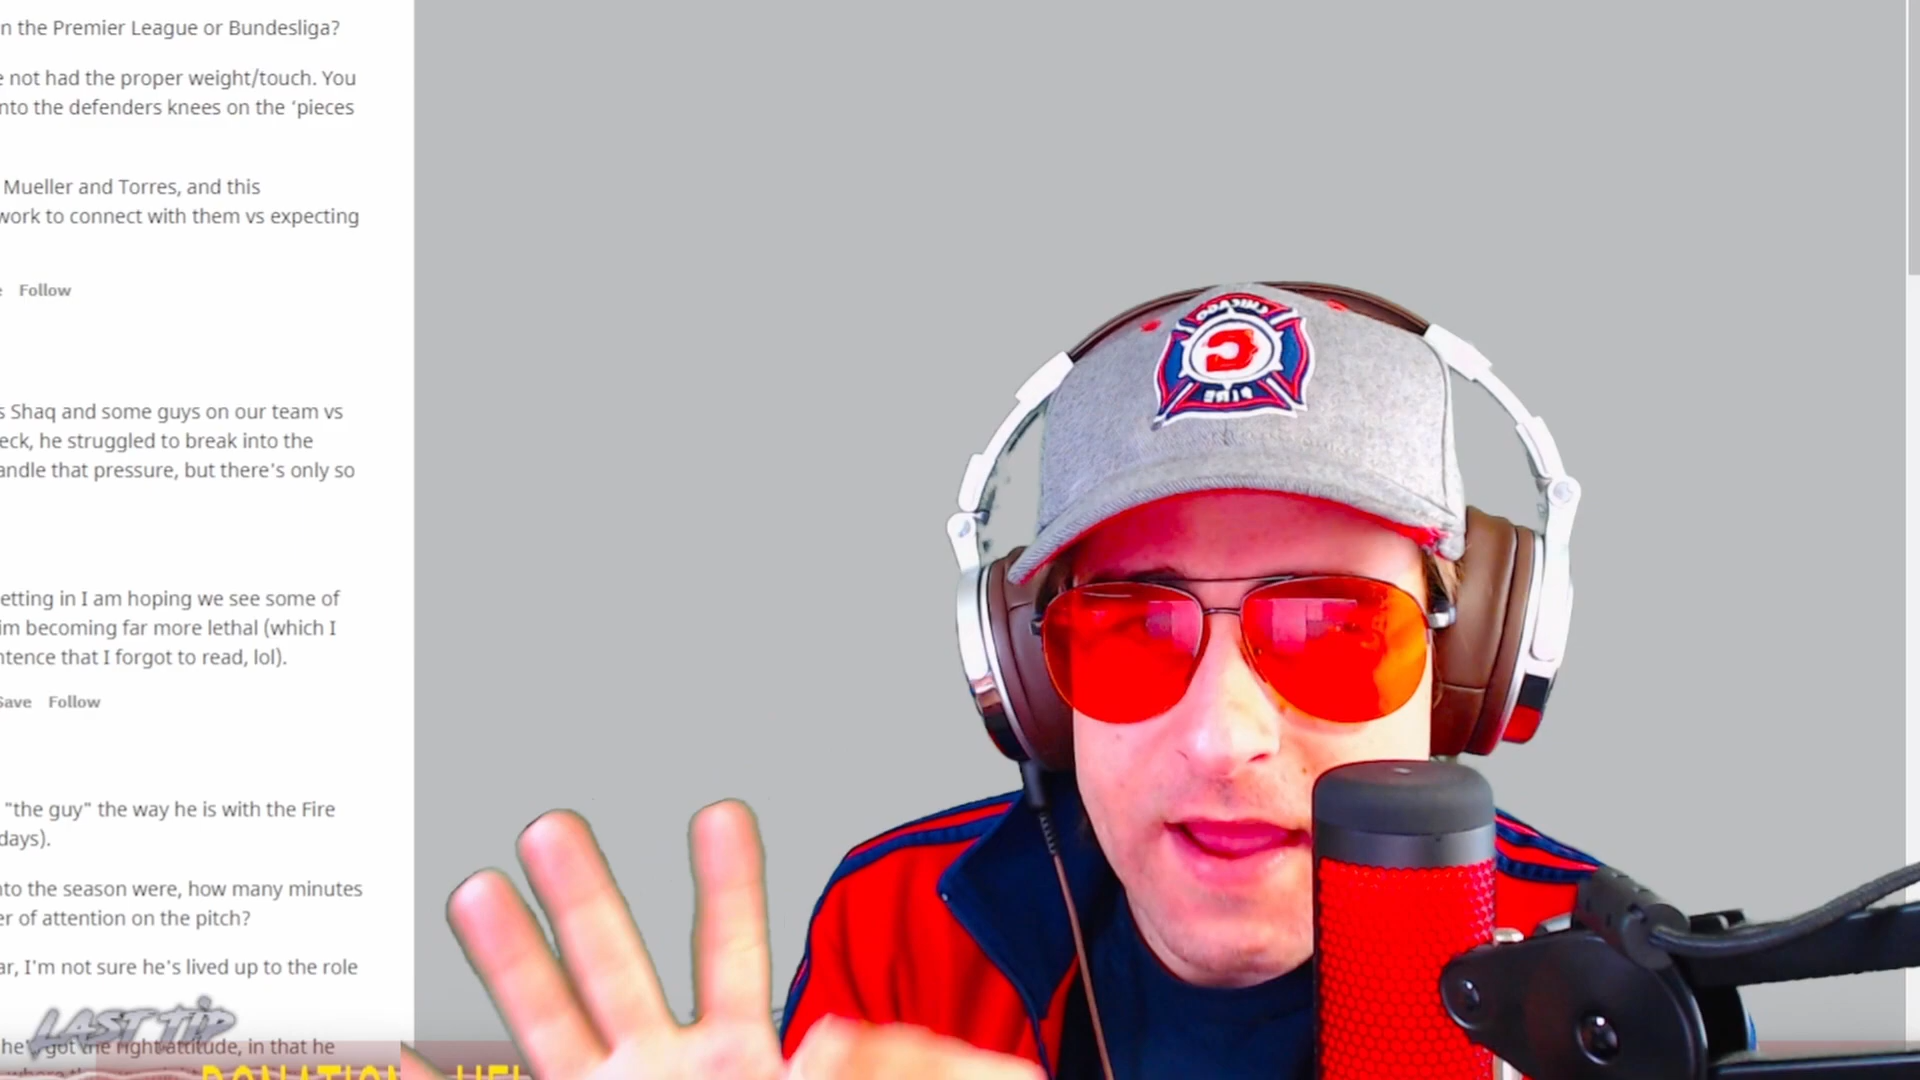 n the Premier League or Bundesliga?
e not had the proper weight/touch. You
nto the defenders knees on the 'pieces
Mueller and Torres, and this
work to connect with them vs expecting
Follow
s Shaq and some guys on our team vs
eck, he struggled to break into the
andle that pressure, but there's only so
etting in I am hoping we see some of
im becoming far more lethal (which I
ntence that I forgot to read, lol).
Save Follow
"the guy" the way he is with the Fire
days).
nto the season were, how many minutes
er of attention on the pitch?
ar, I'm not sure he's lived up to the role
LAST TIP
he's got the right attitude, in that he
CHICAGO
C
FIRE